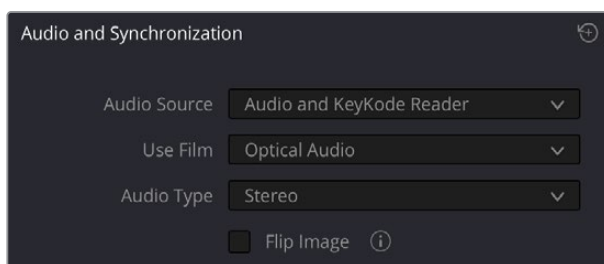 Audio and Synchronization
Audio Source Audio and KeyKode Reader
Use Film Optical Audio
Audio Type Stereo
Flip Image